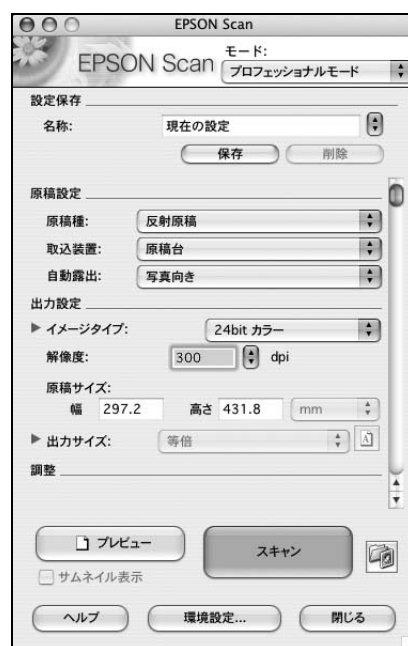 EPSON Scan
EPSON Scan
モード:
プロフェッショナルモード
設定保存
名称: 現在の設定
保存 削除
原稿設定
原稿種: 反射原稿
取込装置: 原稿台
自動露出: 写真向き
出力設定
イメージタイプ: 24bit カラー
解像度: 300 dpi
原稿サイズ:
幅 297.2 高さ 431.8 mm
出力サイズ: 等倍 A
調整
プレビュー スキャン
サムネイル表示
ヘルプ 環境設定... 閉じる